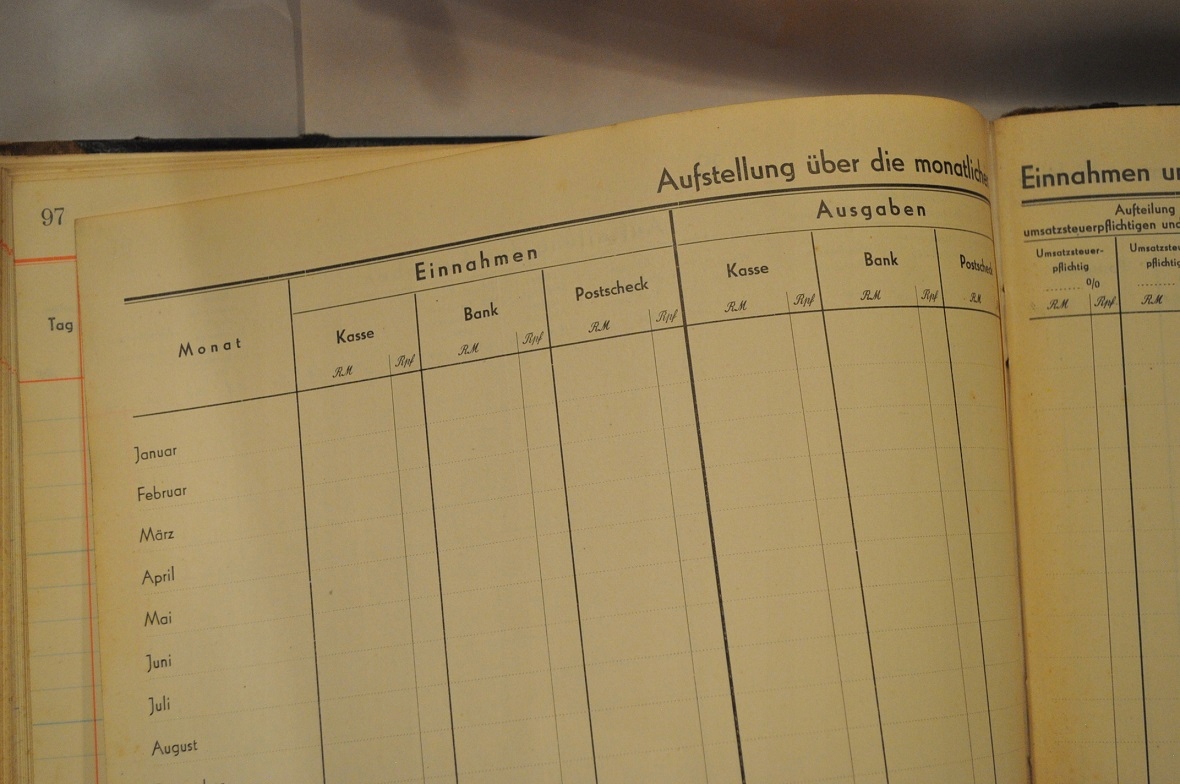 97
Tag
Aufstellung über die monatliche
Einnahmen
Ausgaben
Monat
Kasse
Bank
Postscheck
Kasse
Bank
Postscheck
RM Rpf RM Rpf RM Rpf RM Rpf RM Rpf RM
Januar
Februar
März
April
Mai
Juni
Juli
August
Einnahmen
Aufteilung
umsatzsteuerpflichtigen und
Umsatzsteuer-
pflichtig
% 
RM Rpf RM